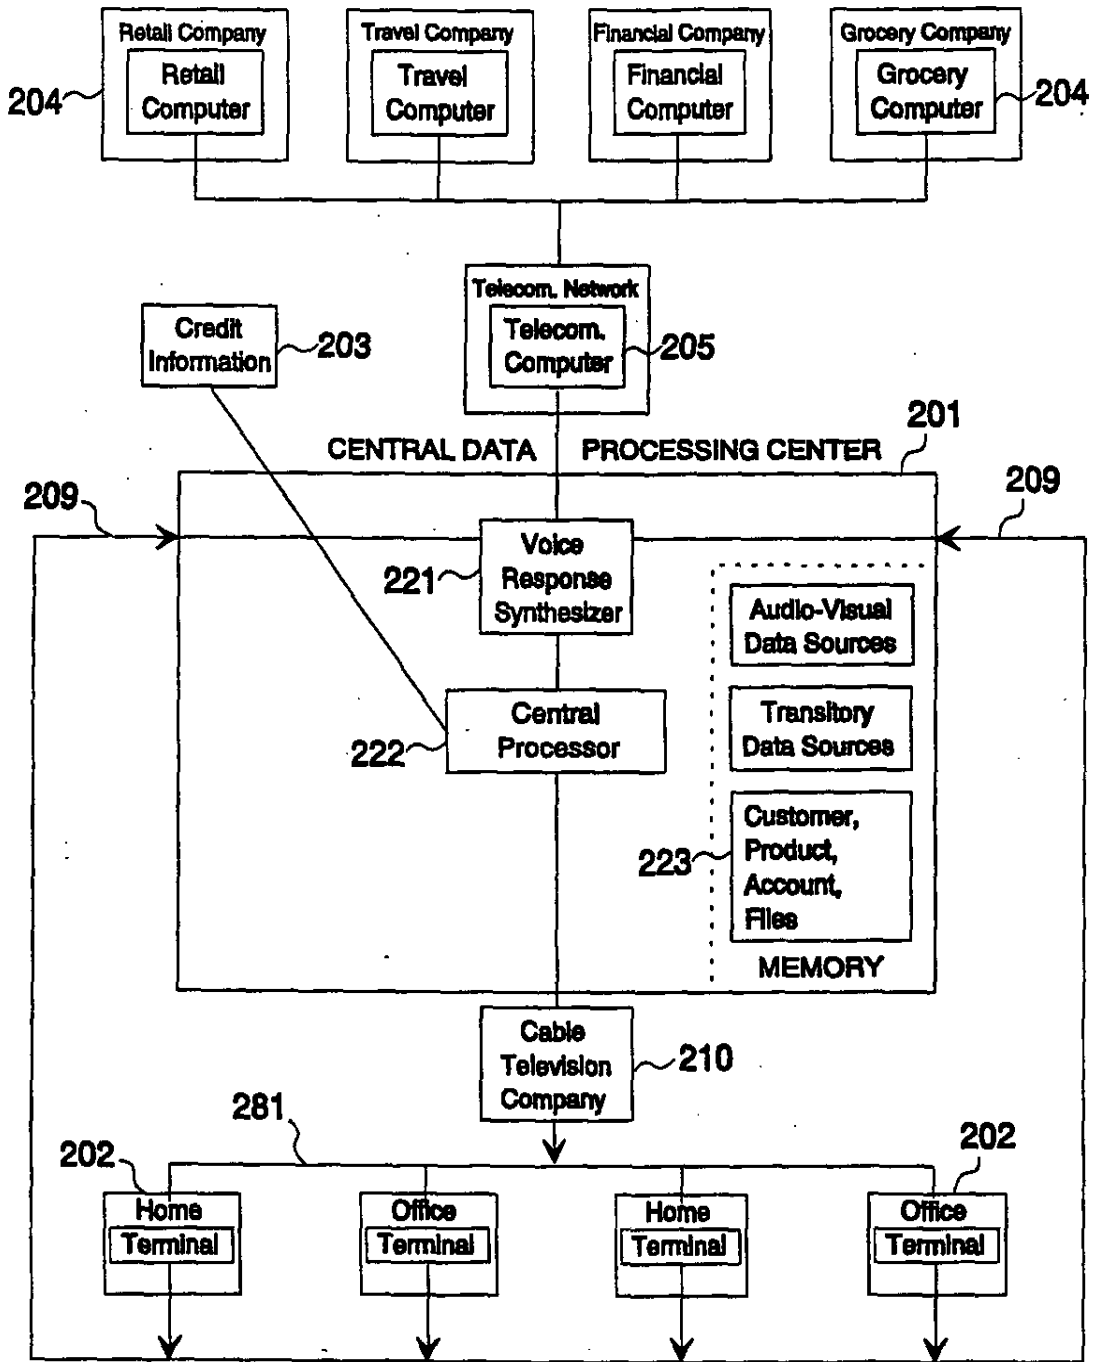 Retail Company
Travel Company
Financial Company
Grocery Company
Retail
Computer
Travel
Computer
Financial
Computer
Grocery
Computer
204
204
Telecom. Network
Telecom.
Computer
205
Credit
Information
203
CENTRAL DATA PROCESSING CENTER
201
209
209
Voice
Response
Synthesizer
221
Audio-Visual
Data Sources
Central
Processor
222
Transitory
Data Sources
Customer,
Product,
Account,
Files
223
MEMORY
Cable
Television
Company
210
281
202
202
Home
Terminal
Office
Terminal
Home
Terminal
Office
Terminal